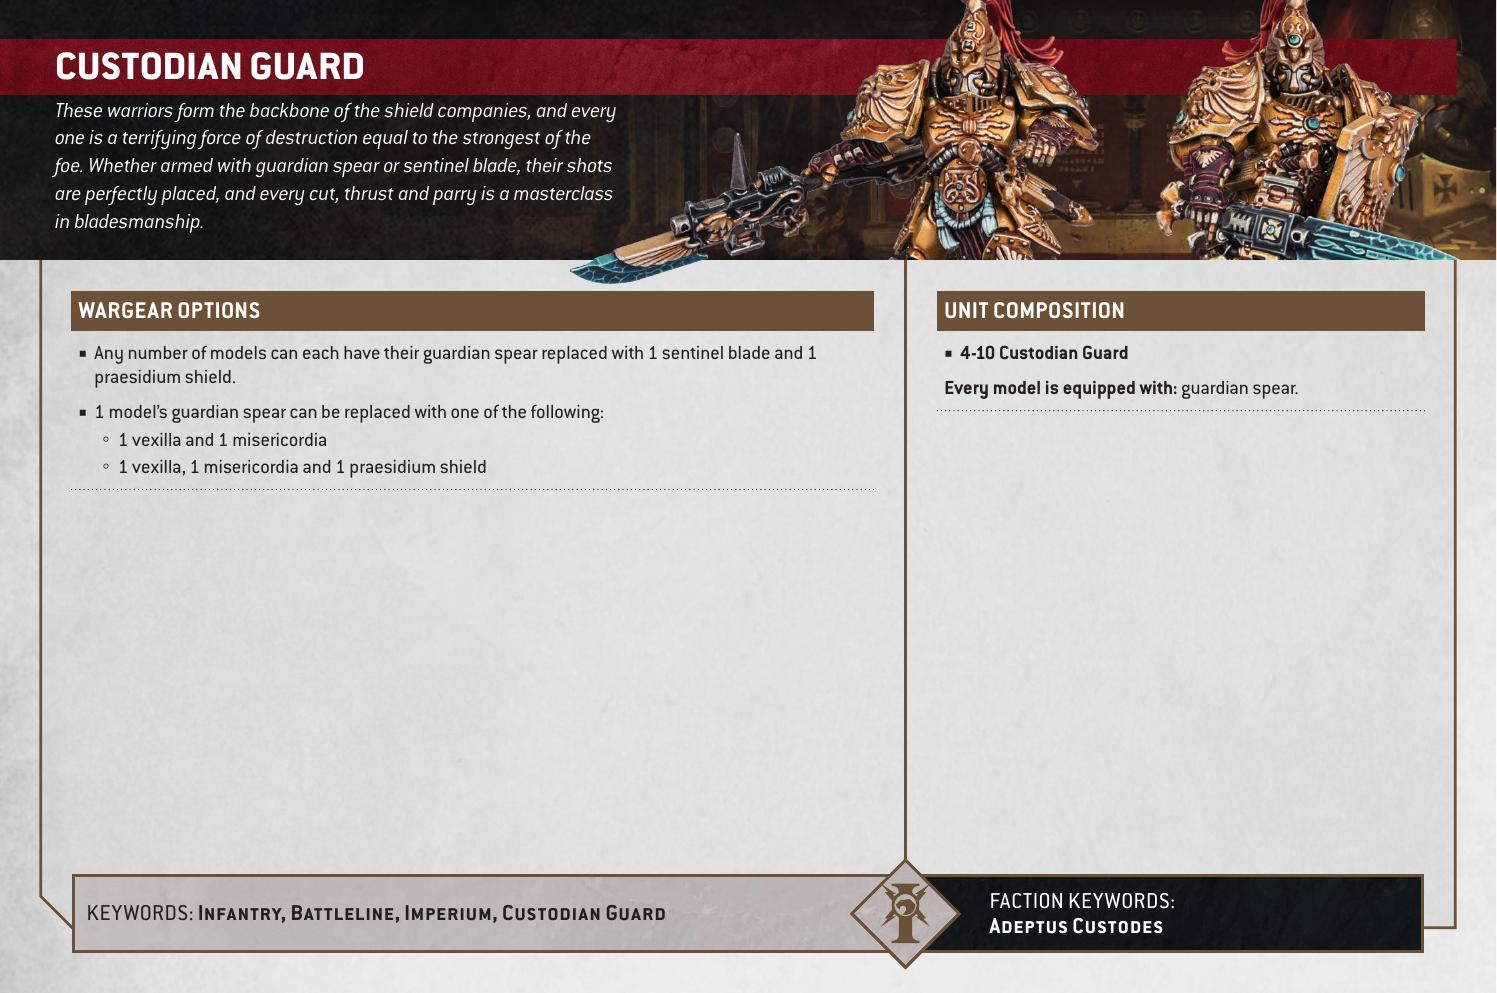 CUSTODIAN GUARD
These warriors form the backbone of the shield companies, and every
one is a terrifying force of destruction equal to the strongest of the
foe. Whether armed with guardian spear or sentinel blade, their shots
are perfectly placed, and every cut, thrust and parry is a masterclass
in bladesmanship.
WARGEAR OPTIONS
■ Any number of models can each have their guardian spear replaced with 1 sentinel blade and 1
praesidium shield.
■ 1 model’s guardian spear can be replaced with one of the following:
◦ 1 vexilla and 1 misericordia
◦ 1 vexilla, 1 misericordia and 1 praesidium shield
UNIT COMPOSITION
■ 4-10 Custodian Guard
Every model is equipped with: guardian spear.
KEYWORDS: Infantry, Battleline, Imperium, Custodian Guard
FACTION KEYWORDS:
Adeptus Custodes